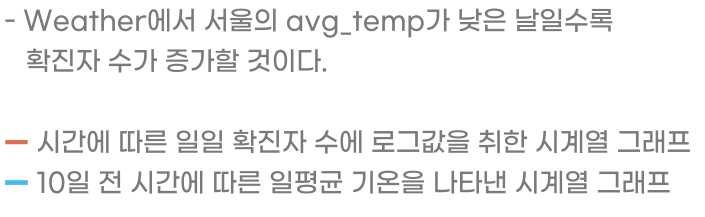 - Weather에서 서울의 avg_temp가 낮은 날일수록
확진자 수가 증가할 것이다.
시간에 따른 일일 확진자 수에 로그값을 취한 시계열 그래프
10일 전 시간에 따른 일평균 기온을 나타낸 시계열 그래프